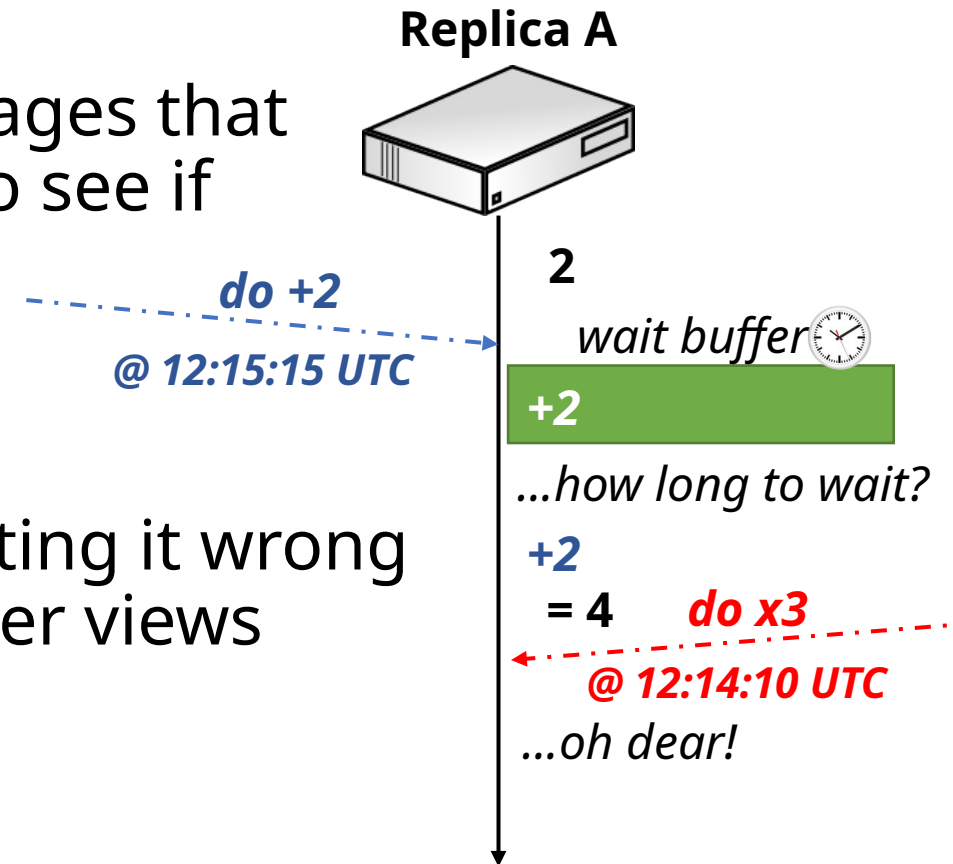 Replica A
ages that
o see if
2
do +2
@ 12:15:15 UTC
wait buffer
+2
...how long to wait?
+2
= 4
do x3
@ 12:14:10 UTC
...oh dear!
ting it wrong
er views